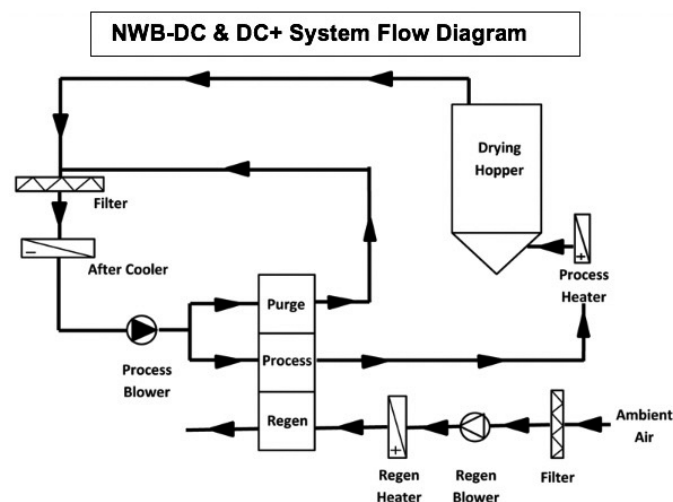 NWB-DC & DC+ System Flow Diagram
Drying
Hopper
Filter
After Cooler
Process
Heater
Purge
Process
Blower
Process
Regen
Ambient
Air
Regen
Heater
Regen
Blower
Filter